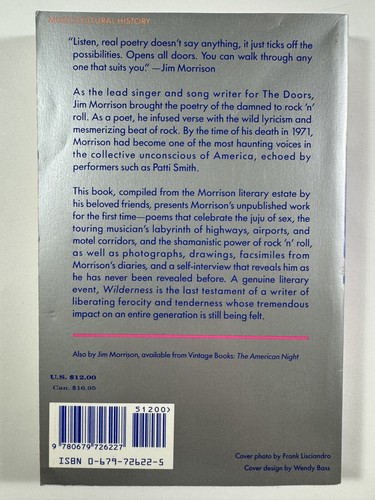 MUSIC/CULTURAL HISTORY
"Listen, real poetry doesn't say anything, it just ticks off the
possibilities. Opens all doors. You can walk through any
one that suits you." —Jim Morrison
As the lead singer and song writer for The Doors,
Jim Morrison brought the poetry of the damned to rock 'n'
roll. As a poet, he infused verse with the wild lyricism and
mesmerizing beat of rock. By the time of his death in 1971,
Morrison had become one of the most haunting voices in
the collective unconscious of America, echoed by
performers such as Patti Smith.
This book, compiled from the Morrison literary estate by
his beloved friends, presents Morrison's unpublished work
for the first time—poems that celebrate the juju of sex, the
touring musician's labyrinth of highways, airports, and
motel corridors, and the shamanistic power of rock 'n' roll,
as well as photographs, drawings, facsimiles from
Morrison's diaries, and a self-interview that reveals him as
he has never been revealed before. A genuine literary
event, Wilderness is the last testament of a writer of
liberating ferocity and tenderness whose tremendous
impact on an entire generation is still being felt.
Also by Jim Morrison, available from Vintage Books: The American Night
U.S. $12.00
Can. $16.95
51200>
9 780679 726227
ISBN 0-679-72622-5
Cover photo by Frank Lisciandro
Cover design by Wendy Bass